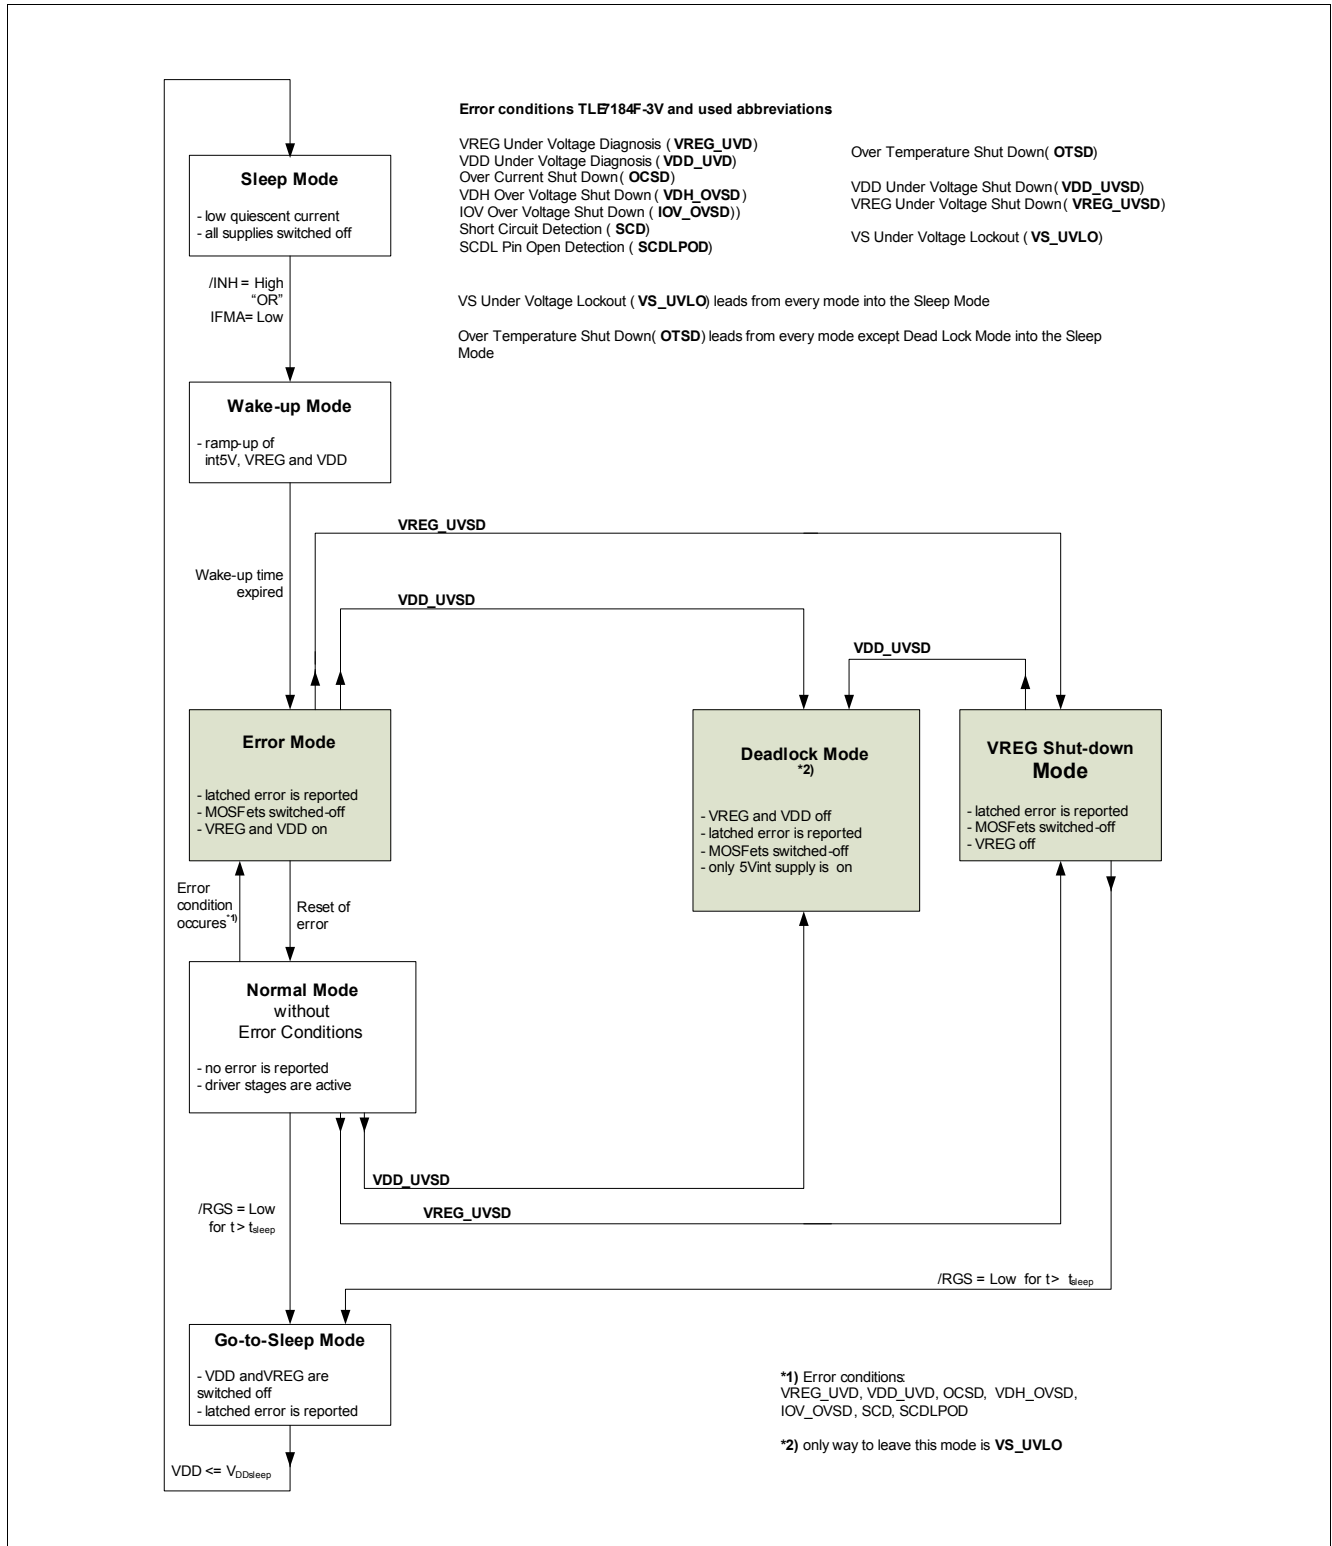 Error conditions TLE7184F-3V and used abbreviations
VREG Under Voltage Diagnosis ( VREG_UVD)
VDD Under Voltage Diagnosis ( VDD_UVD)
Over Current Shut Down ( OCSD)
VDH Over Voltage Shut Down ( VDH_OVSD)
IOV Over Voltage Shut Down ( IOV_OVSD))
Short Circuit Detection ( SCD)
SCDL Pin Open Detection ( SCDLPOD)
Over Temperature Shut Down( OTSD)
VDD Under Voltage Shut Down ( VDD_UVSD)
VREG Under Voltage Shut Down ( VREG_UVSD)
VS Under Voltage Lockout ( VS_UVLO)
VS Under Voltage Lockout ( VS_UVLO) leads from every mode into the Sleep Mode
Over Temperature Shut Down( OTSD) leads from every mode except Dead Lock Mode into the Sleep
Mode
Sleep Mode
- low quiescent current
- all supplies switched off
/INH = High
“OR”
IFMA= Low
Wake-up Mode
- ramp-up of
int5V, VREG and VDD
Wake-up time
expired
VREG_UVSD
VDD_UVSD
VDD_UVSD
Error Mode
- latched error is reported
- MOSFets switched-off
- VREG and VDD on
Deadlock Mode
*2)
- VREG and VDD off
- latched error is reported
- MOSFets switched-off
- only 5Vint supply is on
VREG Shut-down
Mode
- latched error is reported
- MOSFets switched-off
- VREG off
Error
condition
occures*1)
Reset of
error
Normal Mode
without
Error Conditions
- no error is reported
- driver stages are active
VDD_UVSD
VREG_UVSD
/RGS = Low
for t > tsleep
/RGS = Low for t > tsleep
Go-to-Sleep Mode
- VDD andVREG are
switched off
- latched error is reported
VDD <= VDDsleep
*1) Error conditions:
VREG_UVD, VDD_UVD, OCSD, VDH_OVSD,
IOV_OVSD, SCD, SCDLPOD
*2) only way to leave this mode is VS_UVLO